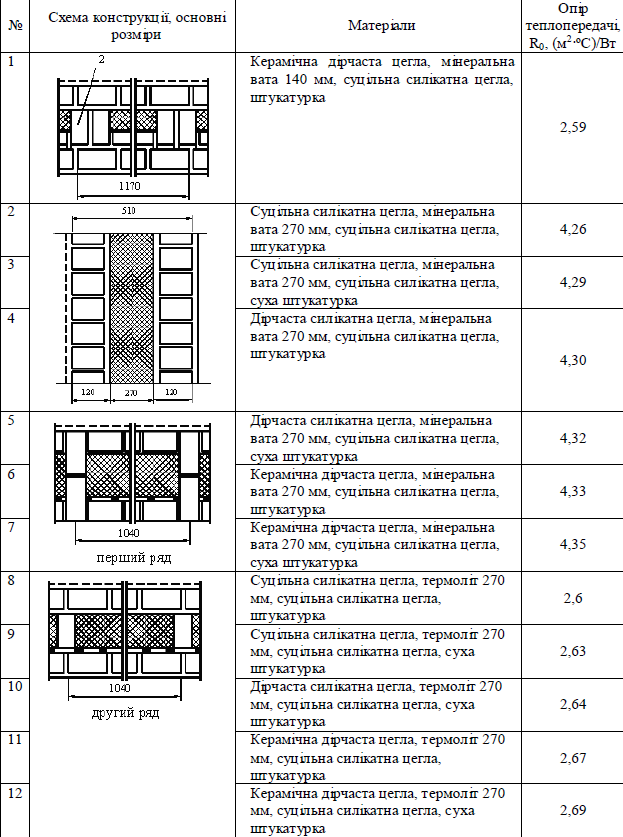 №
Схема конструкції, основні
розміри
Матеріали
Опір
теплопередачі,
R0, (м2·ºС)/Вт
1
2
1170
Керамічна дірчаста цегла, мінеральна
вата 140 мм, суцільна силікатна цегла,
штукатурка
2,59
2
510
120
270
120
Суцільна силікатна цегла, мінеральна
вата 270 мм, суцільна силікатна цегла,
штукатурка
4,26
3
Суцільна силікатна цегла, мінеральна
вата 270 мм, суцільна силікатна цегла,
суха штукатурка
4,29
4
Дірчаста силікатна цегла, мінеральна
вата 270 мм, суцільна силікатна цегла,
штукатурка
4,30
5
Дірчаста силікатна цегла, мінеральна
вата 270 мм, суцільна силікатна цегла,
суха штукатурка
4,32
6
Керамічна дірчаста цегла, мінеральна
вата 270 мм, суцільна силікатна цегла,
штукатурка
4,33
7
1040
перший ряд
Керамічна дірчаста цегла, мінеральна
вата 270 мм, суцільна силікатна цегла,
суха штукатурка
4,35
8
Суцільна силікатна цегла, термоліт 270
мм, суцільна силікатна цегла,
штукатурка
2,6
9
Суцільна силікатна цегла, термоліт 270
мм, суцільна силікатна цегла, суха
штукатурка
2,63
10
1040
другий ряд
Дірчаста силікатна цегла, термоліт 270
мм, суцільна силікатна цегла, суха
штукатурка
2,64
11
Керамічна дірчаста цегла, термоліт 270
мм, суцільна силікатна цегла,
штукатурка
2,67
12
Керамічна дірчаста цегла, термоліт 270
мм, суцільна силікатна цегла, суха
штукатурка
2,69